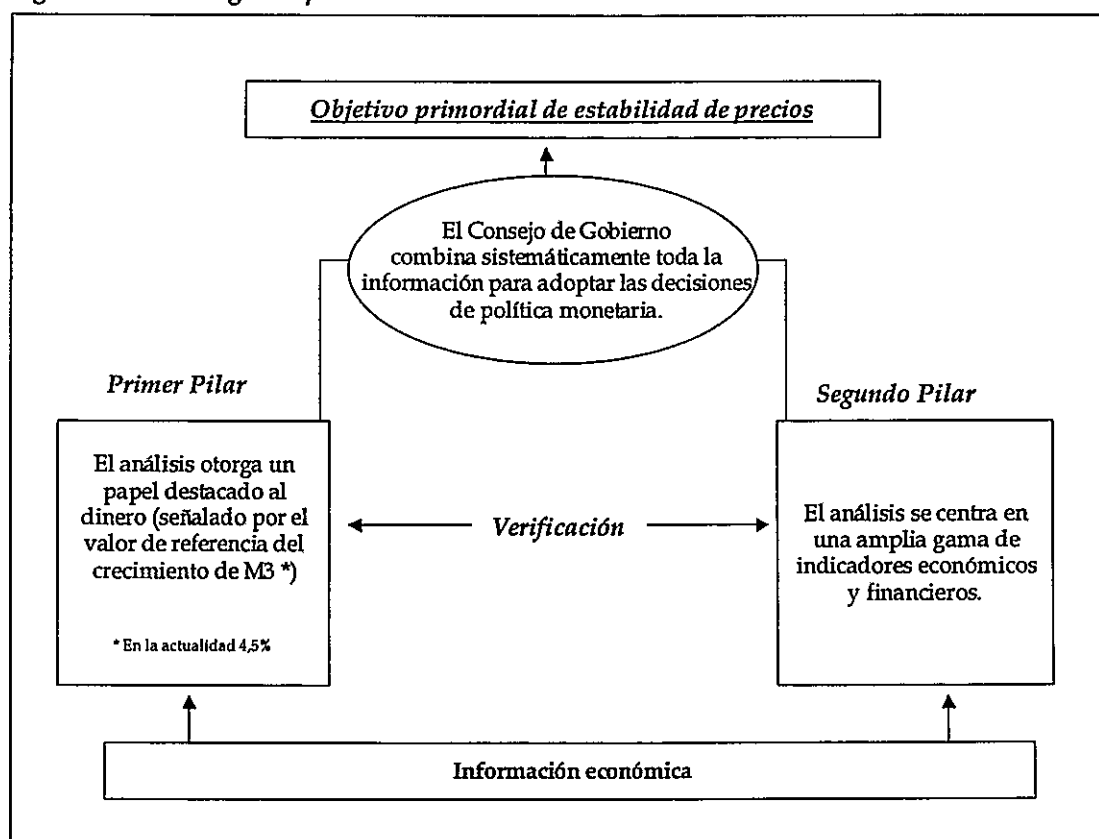 Objetivo primordial de estabilidad de precios
El Consejo de Gobierno
combina sistemáticamente toda la
información para adoptar las decisiones
de política monetaria.
Primer Pilar
Segundo Pilar
El análisis otorga un
papel destacado al
dinero (señalado por el
valor de referencia del
crecimiento de M3 *)
* En la actualidad 4,5%
Verificación
El análisis se centra en
una amplia gama de
indicadores económicos
y financieros.
Información económica